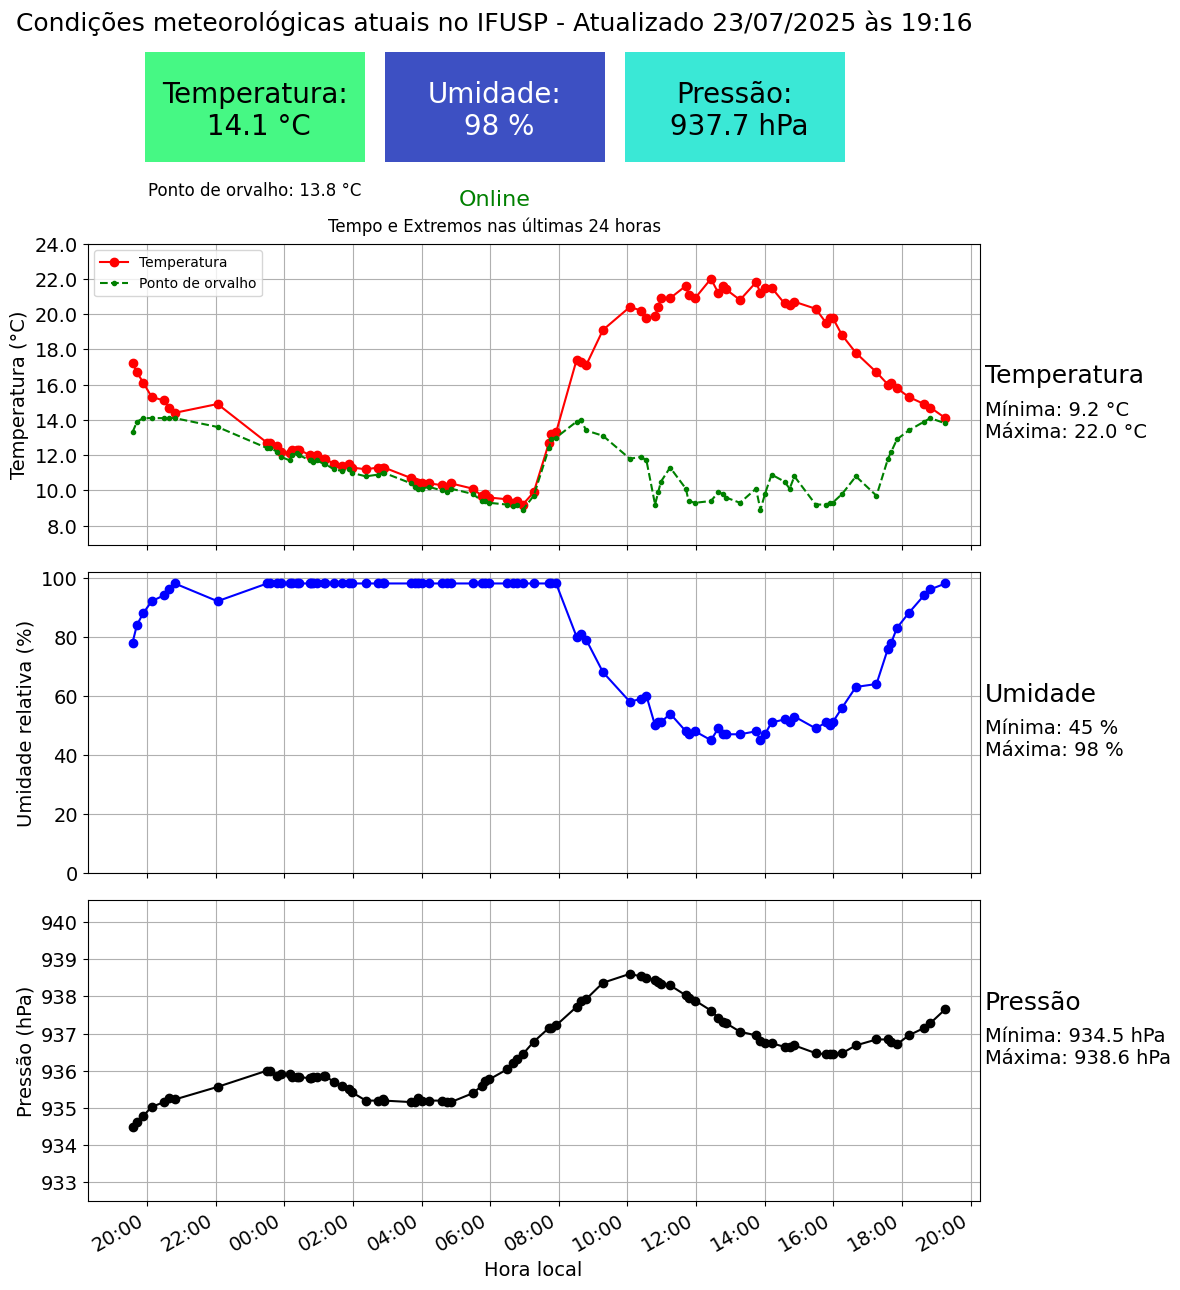 Condições meteorológicas atuais no IFUSP - Atualizado 23/07/2025 às 19:16
Temperatura:
14.1 °C
Umidade:
98 %
Pressão:
937.7 hPa
Ponto de orvalho: 13.8 °C
Online
Tempo e Extremos nas últimas 24 horas
Temperatura (°C)
24.0
22.0
20.0
18.0
16.0
14.0
12.0
10.0
8.0
Temperatura
Ponto de orvalho
Temperatura
Mínima: 9.2 °C
Máxima: 22.0 °C
Umidade relativa (%)
100
80
60
40
20
0
Umidade
Mínima: 45 %
Máxima: 98 %
Pressão (hPa)
940
939
938
937
936
935
934
933
Pressão
Mínima: 934.5 hPa
Máxima: 938.6 hPa
20:00 22:00 00:00 02:00 04:00 06:00 08:00 10:00 12:00 14:00 16:00 18:00 20:00
Hora local